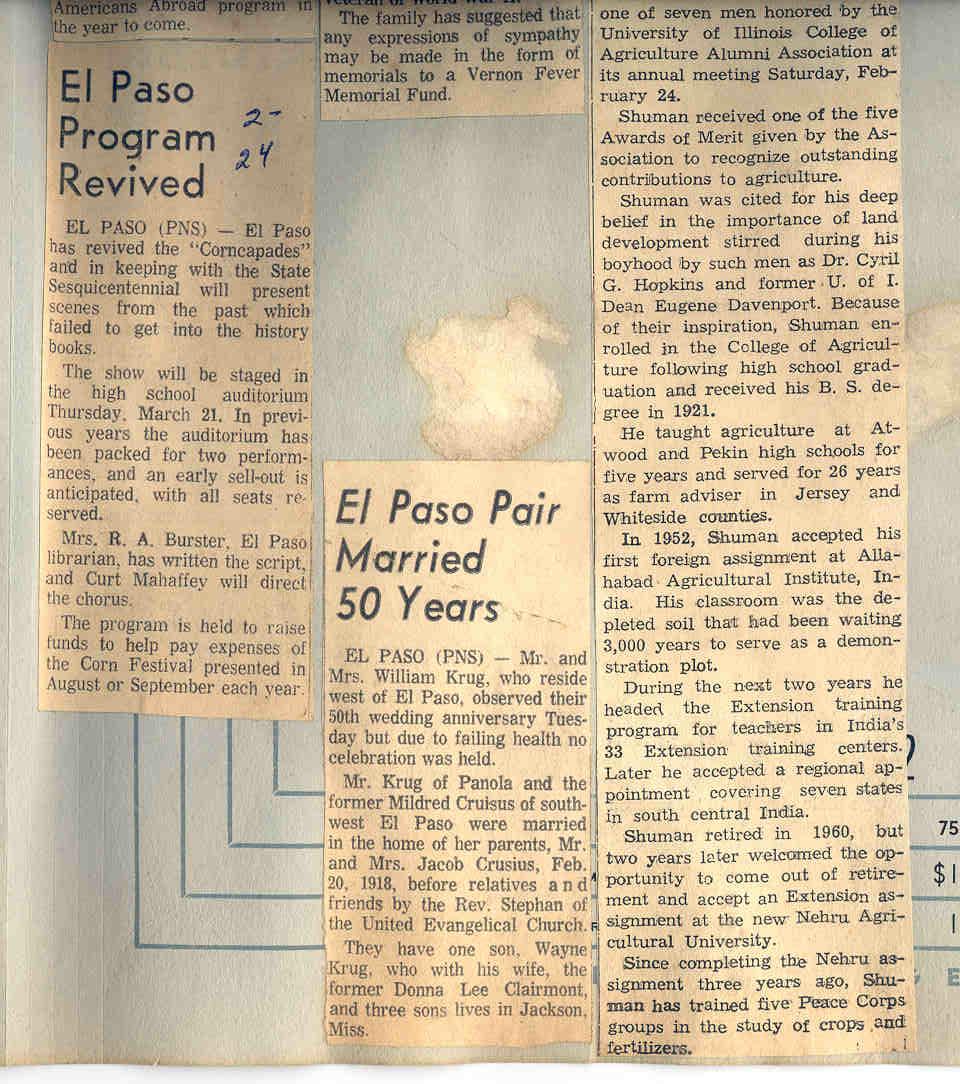 Americans Abroad program in
the year to come.
El Paso
Program
Revived
2-
24
EL PASO (PNS) — El Paso
has revived the "Corncapades"
and in keeping with the State
Sesquicentennial will present
scenes from the past which
failed to get into the history
books.
The show will be staged in
the high school auditorium
Thursday, March 21. In previ-
ous years the auditorium has
been packed for two perform-
ances, and an early sell-out is
anticipated, with all seats re-
served.
Mrs. R. A. Burster, El Paso
librarian, has written the script,
and Curt Mahaffey will direct
the chorus.
The program is held to raise
funds to help pay expenses of
the Corn Festival presented in
August or September each year.
veteran of World War II.
The family has suggested that
any expressions of sympathy
may be made in the form of
memorials to a Vernon Fever
Memorial Fund.
El Paso Pair
Married
50 Years
EL PASO (PNS) — Mr. and
Mrs. William Krug, who reside
west of El Paso, observed their
50th wedding anniversary Tues-
day but due to failing health no
celebration was held.
Mr. Krug of Panola and the
former Mildred Cruisus of south-
west El Paso were married
in the home of her parents, Mr.
and Mrs. Jacob Crusius, Feb.
20, 1918, before relatives and
friends by the Rev. Stephan of
the United Evangelical Church.
They have one son, Wayne
Krug, who with his wife, the
former Donna Lee Clairmont,
and three sons lives in Jackson,
Miss.
one of seven men honored by the
University of Illinois College of
Agriculture Alumni Association at
its annual meeting Saturday, Feb-
ruary 24.
Shuman received one of the five
Awards of Merit given by the As-
sociation to recognize outstanding
contributions to agriculture.
Shuman was cited for his deep
belief in the importance of land
development stirred during his
boyhood by such men as Dr. Cyril
G. Hopkins and former U. of I.
Dean Eugene Davenport. Because
of their inspiration, Shuman en-
rolled in the College of Agricul-
ture following high school grad-
uation and received his B. S. de-
gree in 1921.
He taught agriculture at At-
wood and Pekin high schools for
five years and served for 26 years
as farm adviser in Jersey and
Whiteside counties.
In 1952, Shuman accepted his
first foreign assignment at Alla-
habad Agricultural Institute, In-
dia. His classroom was the de-
pleted soil that had been waiting
3,000 years to serve as a demon-
stration plot.
During the next two years he
headed the Extension training
program for teachers in India's
33 Extension training centers.
Later he accepted a regional ap-
pointment covering seven states
in south central India.
Shuman retired in 1960, but
two years later welcomed the op-
portunity to come out of retire-
ment and accept an Extension as-
signment at the new Nehru Agri-
cultural University.
Since completing the Nehru as-
signment three years ago, Shu-
man has trained five Peace Corps
groups in the study of crops and
fertilizers.
75
$1